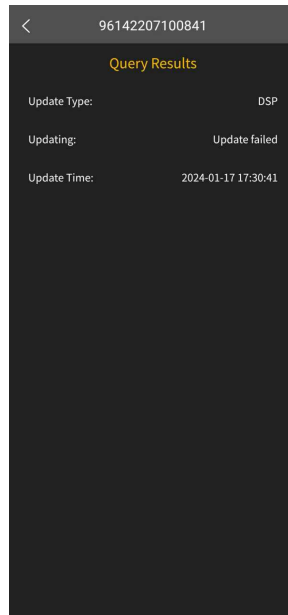 96142207100841
Query Results
Update Type: DSP
Updating: Update failed
Update Time: 2024-01-17 17:30:41